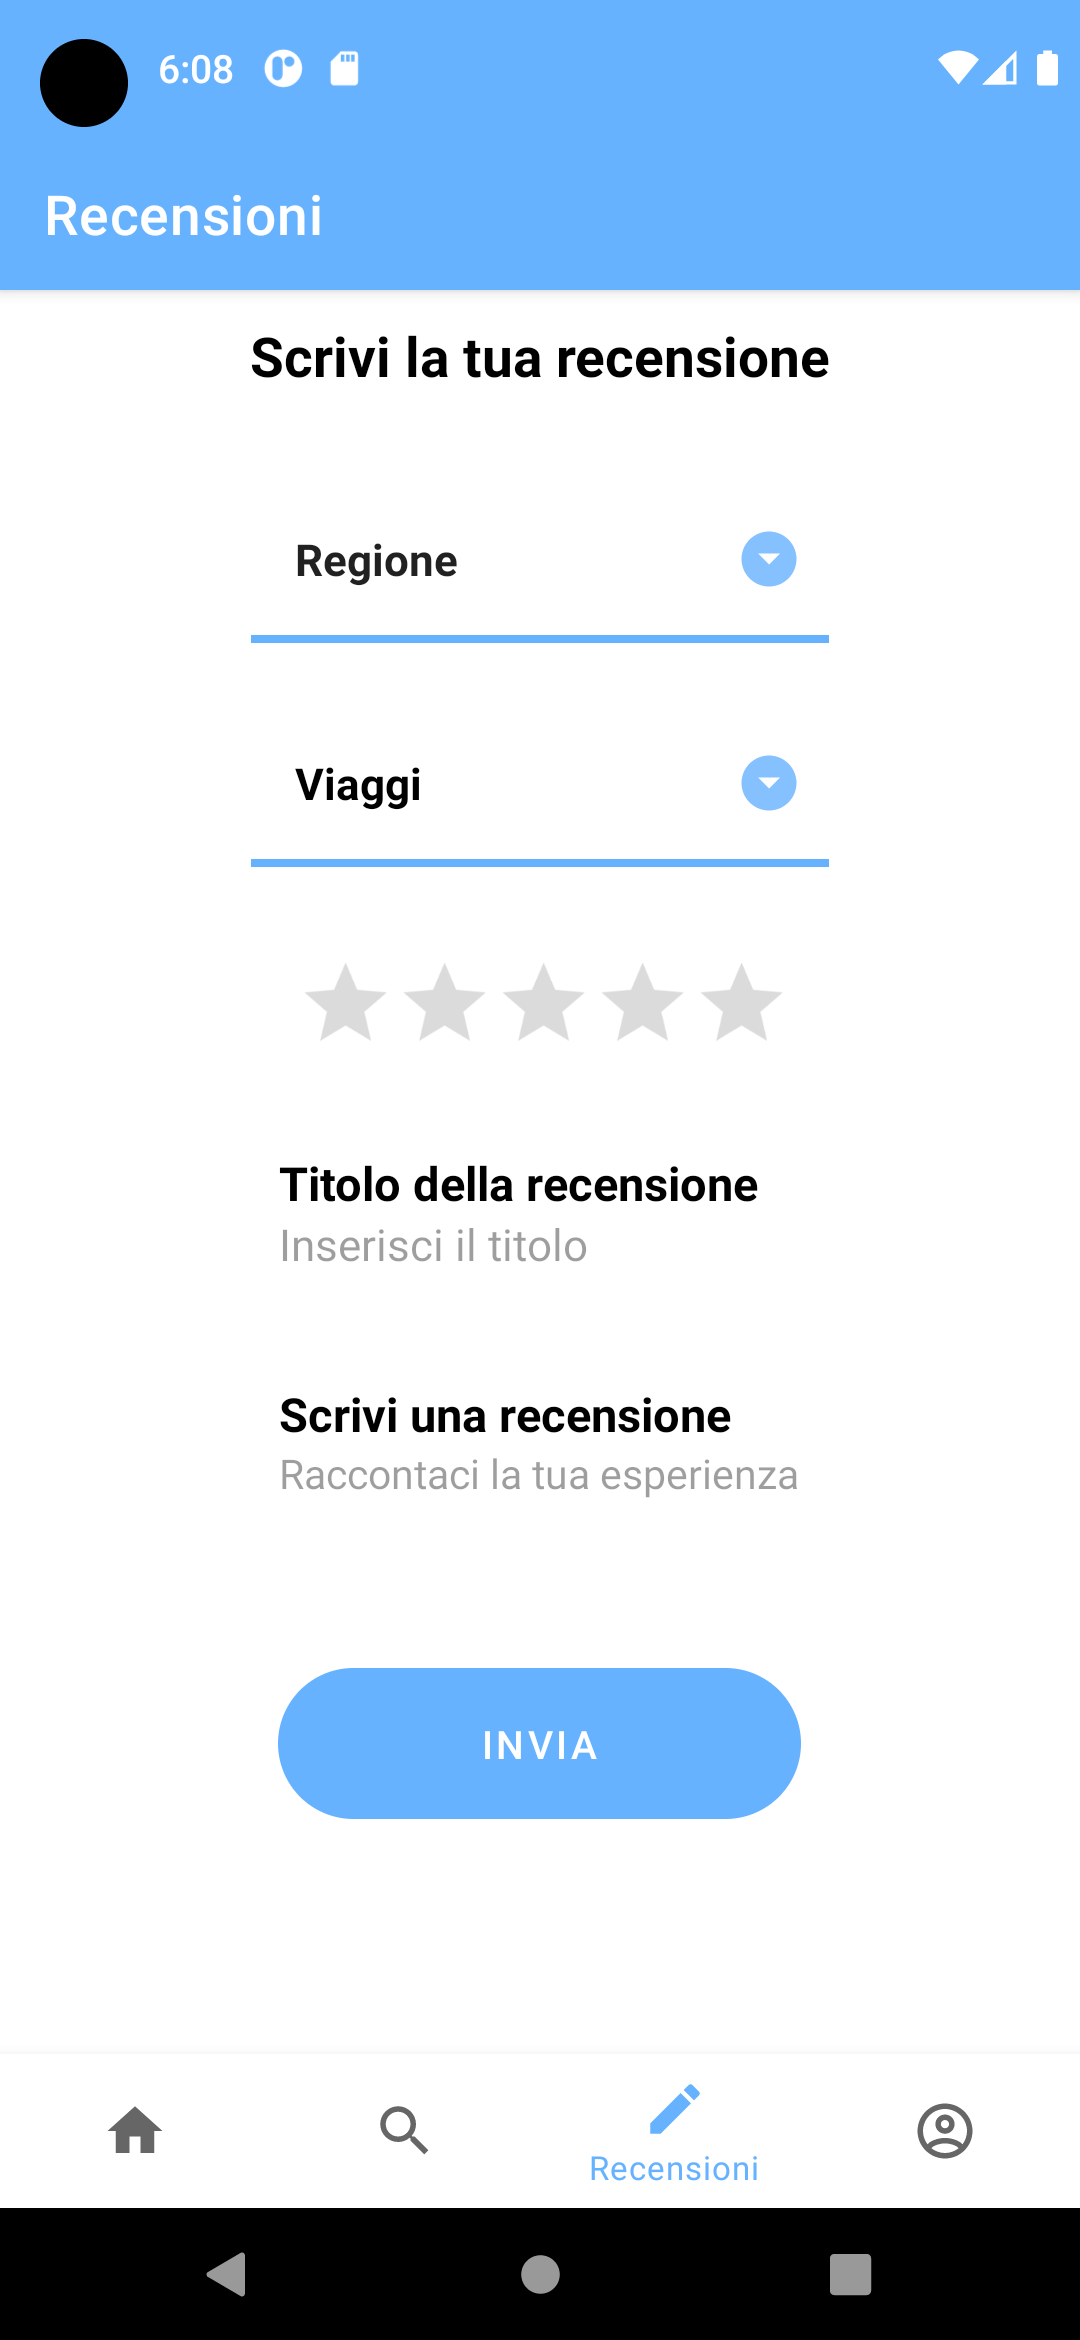 6:08
Recensioni
Scrivi la tua recensione
Regione
Viaggi
Titolo della recensione
Inserisci il titolo
Scrivi una recensione
Raccontaci la tua esperienza
INVIA
Recensioni